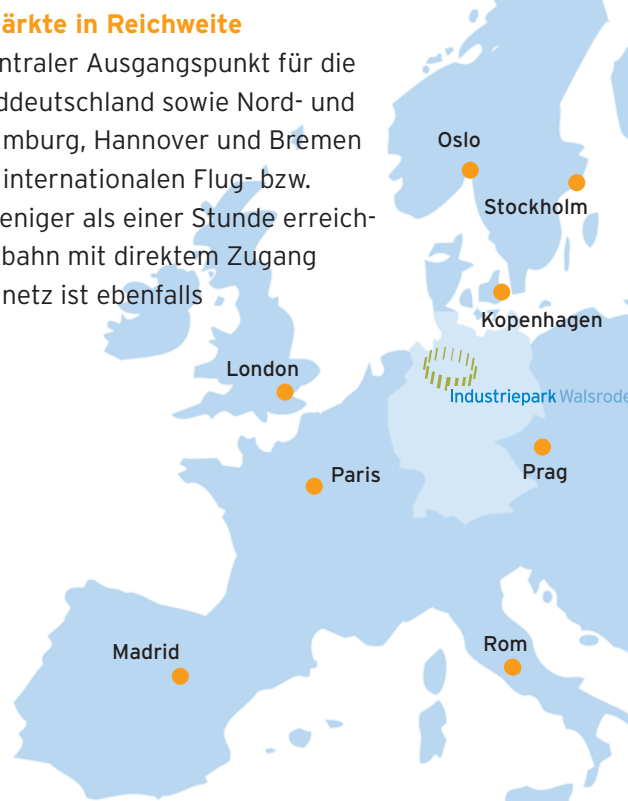 ärkte in Reichweite
ntraler Ausgangspunkt für die
ddeutschland sowie Nord- und
mburg, Hannover und Bremen
internationalen Flug- bzw.
eniger als einer Stunde erreich-
bahn mit direktem Zugang
netz ist ebenfalls
Oslo
Stockholm
Kopenhagen
London
Industriepark Walsrode
Paris
Prag
Madrid
Rom